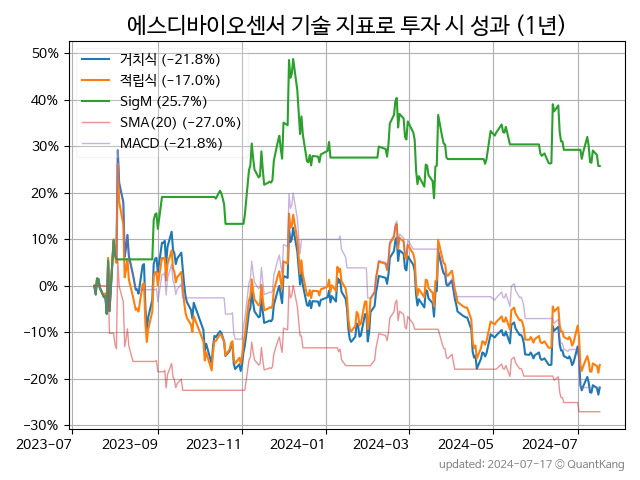 에스디바이오센서 기술 지표로 투자 시 성과 (1년)
거치식 (−21.8%)
적립식 (−17.0%)
SigM (25.7%)
SMA(20) (−27.0%)
MACD (−21.8%)
50%
40%
30%
20%
10%
0%
−10%
−20%
−30%
2023-07 2023-09 2023-11 2024-01 2024-03 2024-05 2024-07
updated: 2024-07-17 © QuantKang